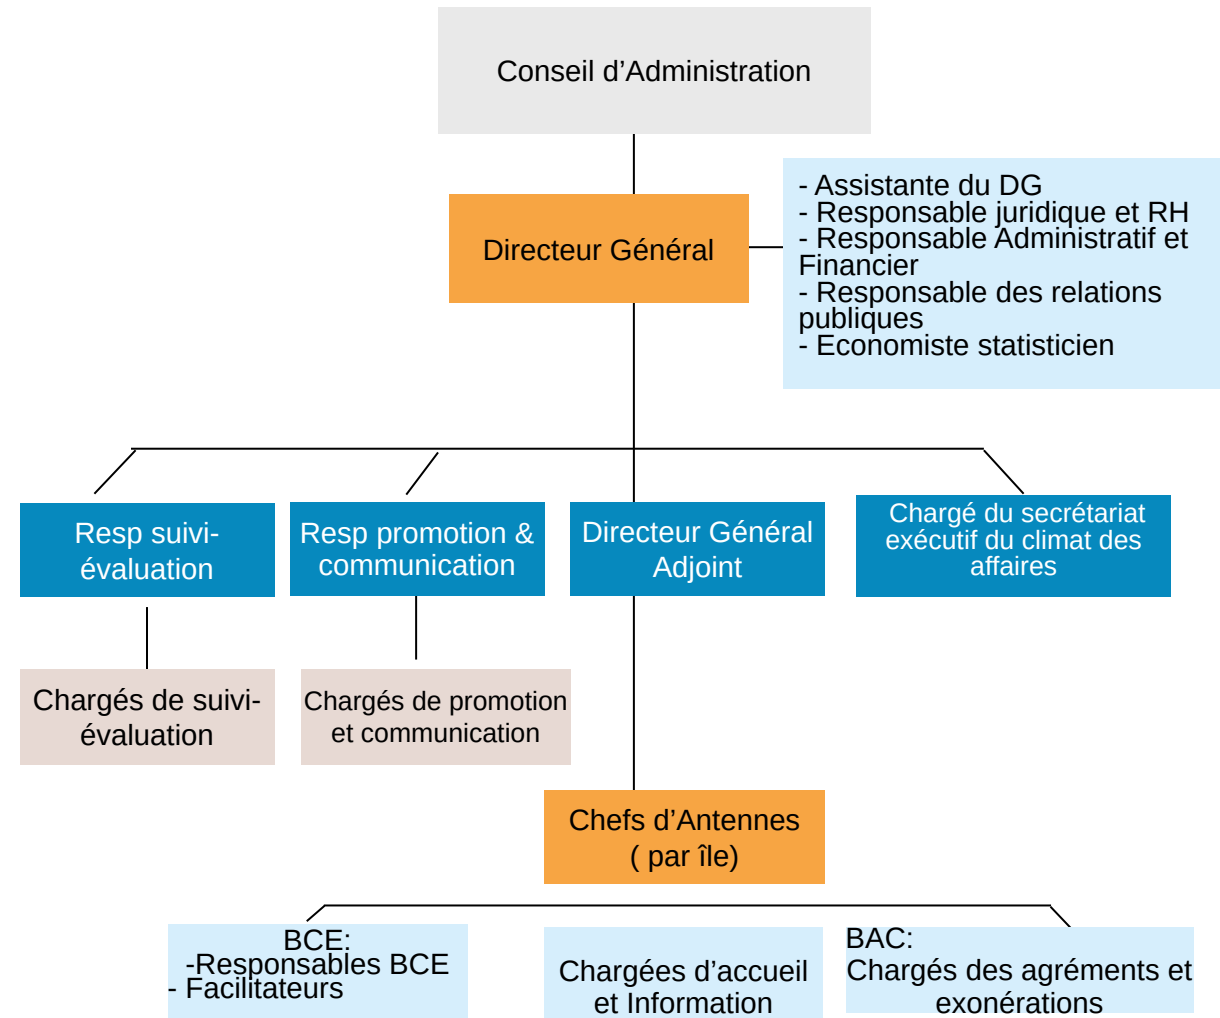 Conseil d’Administration
- Assistante du DG
- Responsable juridique et RH
- Responsable Administratif et
Financier
- Responsable des relations
publiques
- Economiste statisticien
Directeur Général
Resp suivi-
évaluation
Resp promotion &
communication
Directeur Général
Adjoint
Chargé du secrétariat
exécutif du climat des
affaires
Chargés de suivi-
évaluation
Chargés de promotion
et communication
Chefs d’Antennes
( par île)
BCE:
-Responsables BCE
- Facilitateurs
Chargées d’accueil
et Information
BAC:
Chargés des agréments et
exonérations